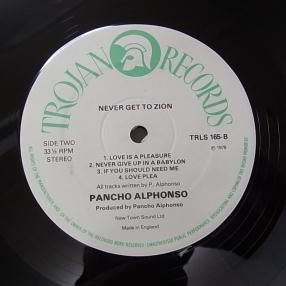 TROJAN RECORDS
NEVER GET TO ZION
SIDE TWO
33⅓ RPM
STEREO
TRLS 165-B
℗ 1978
1. LOVE IS A PLEASURE
2. NEVER GIVE UP IN A BABYLON
3. IF YOU SHOULD NEED ME
4. LOVE PLEA
All tracks written by P. Alphonso
PANCHO ALPHONSO
Produced by Pancho Alphonso
New Town Sound Ltd
Made in England